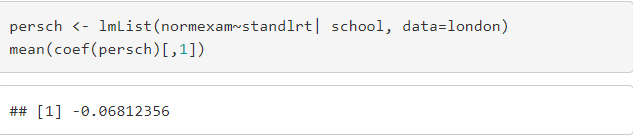 persch <- lmList(normexam~standlrt| school, data=london)
mean(coef(persch)[,1])
## [1] -0.06812356